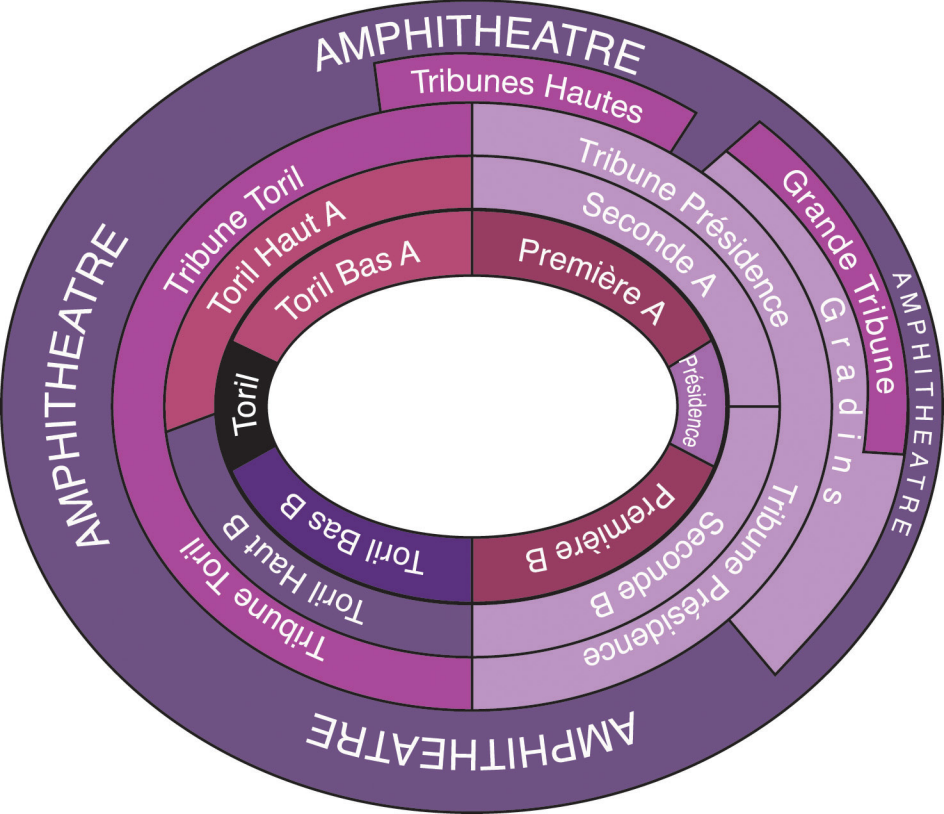 AMPHITHEATRE
Tribunes Hautes
Tribune Présidence
Seconde A
Première A
Grande Tribune
Gradins
AMPHITHEATRE
Tribune Toril
Toril Haut A
Toril Bas A
AMPHITHEATRE
Toril
Présidence
Toril Bas B
Toril Haut B
Tribune Toril
Première B
Seconde B
Tribune Présidence
AMPHITHEATRE